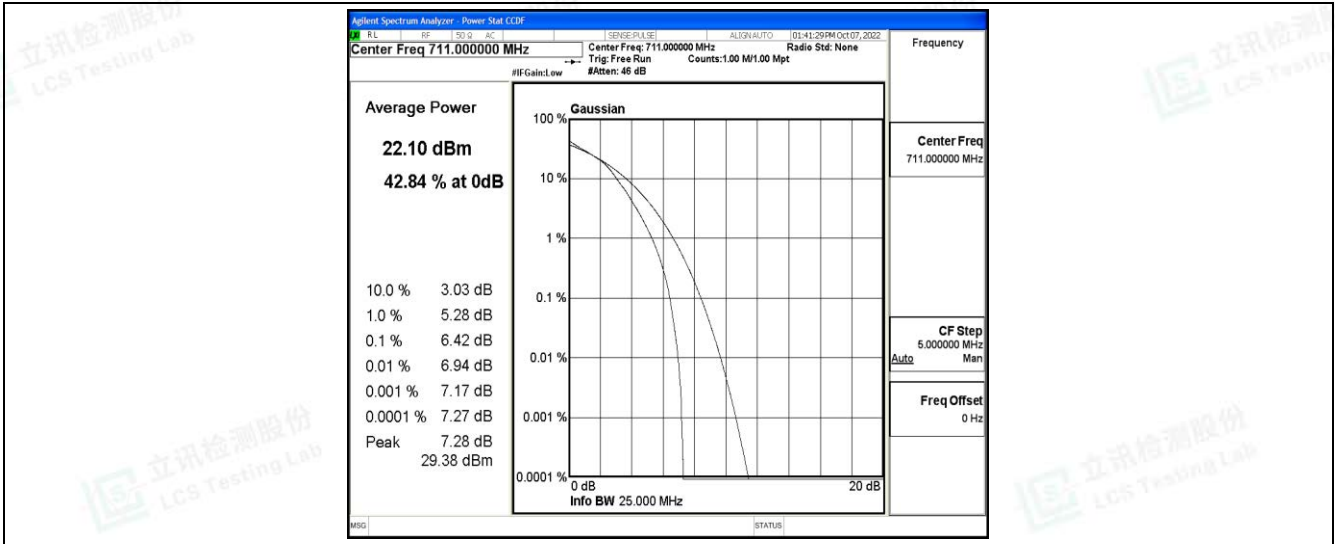 立讯检测股份
LCS Testing Lab
立讯检测
LCS
Agilent Spectrum Analyzer - Power Stat CCDF
RL RF 50 Ω AC SENSE:PULSE ALIGNAUTO 01:41:29 PM Oct 07, 2022
Center Freq 711.000000 MHz
Center Freq: 711.000000 MHz Radio Std: None
Trig: Free Run Counts:1.00 M/1.00 Mpt
#IFGain:Low #Atten: 46 dB
Frequency
Average Power
22.10 dBm
42.84 % at 0dB
10.0 % 3.03 dB
1.0 % 5.28 dB
0.1 % 6.42 dB
0.01 % 6.94 dB
0.001 % 7.17 dB
0.0001 % 7.27 dB
Peak 7.28 dB
29.38 dBm
Gaussian
100 %
10 %
1 %
0.1 %
0.01 %
0.001 %
0.0001 %
0 dB 20 dB
Info BW 25.000 MHz
Center Freq
711.000000 MHz
CF Step
5.000000 MHz
Auto Man
Freq Offset
0 Hz
MSG STATUS
立讯检测股份
LCS Testing Lab
立讯检测股份
LCS Testing Lab